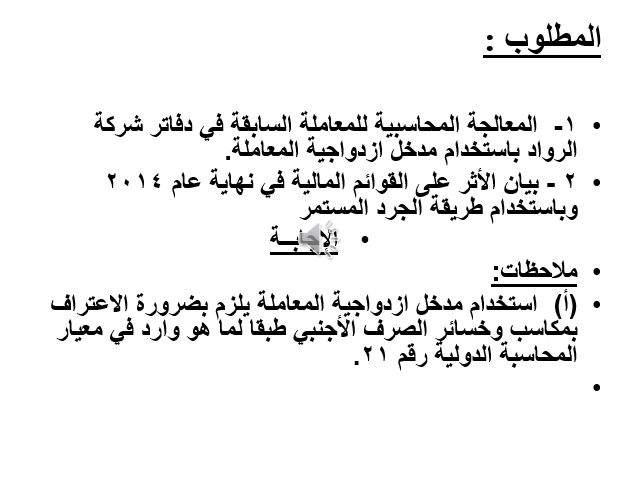 المطلوب :
١- المعالجة المحاسبية للمعاملة السابقة في دفاتر شركة
الرواد باستخدام مدخل ازدواجية المعاملة.
٢ - بيان الأثر على القوائم المالية في نهاية عام ٢٠١٤
وباستخدام طريقة الجرد المستمر
الإجابــة
ملاحظات:
(أ) استخدام مدخل ازدواجية المعاملة يلزم بضرورة الاعتراف
بمكاسب وخسائر الصرف الأجنبي طبقا لما هو وارد في معيار
المحاسبة الدولية رقم ٢١.